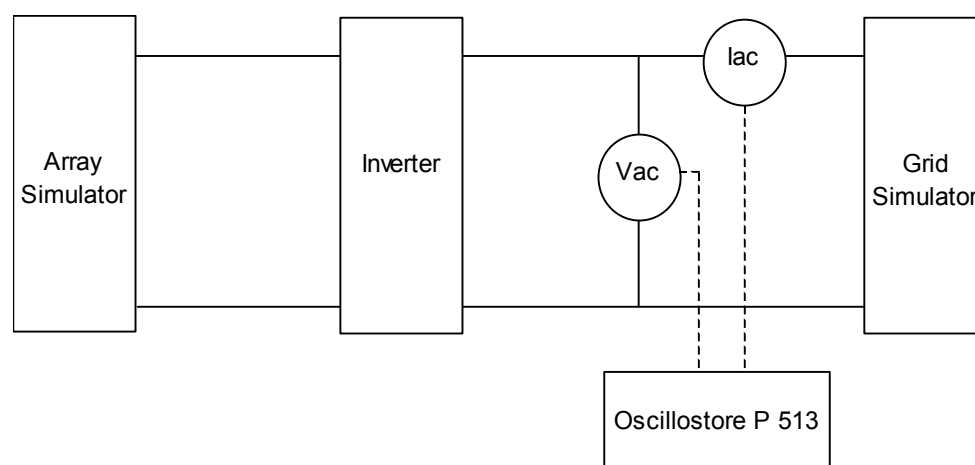 Array
Simulator
Inverter
Vac
Iac
Grid
Simulator
Oscillostore P 513